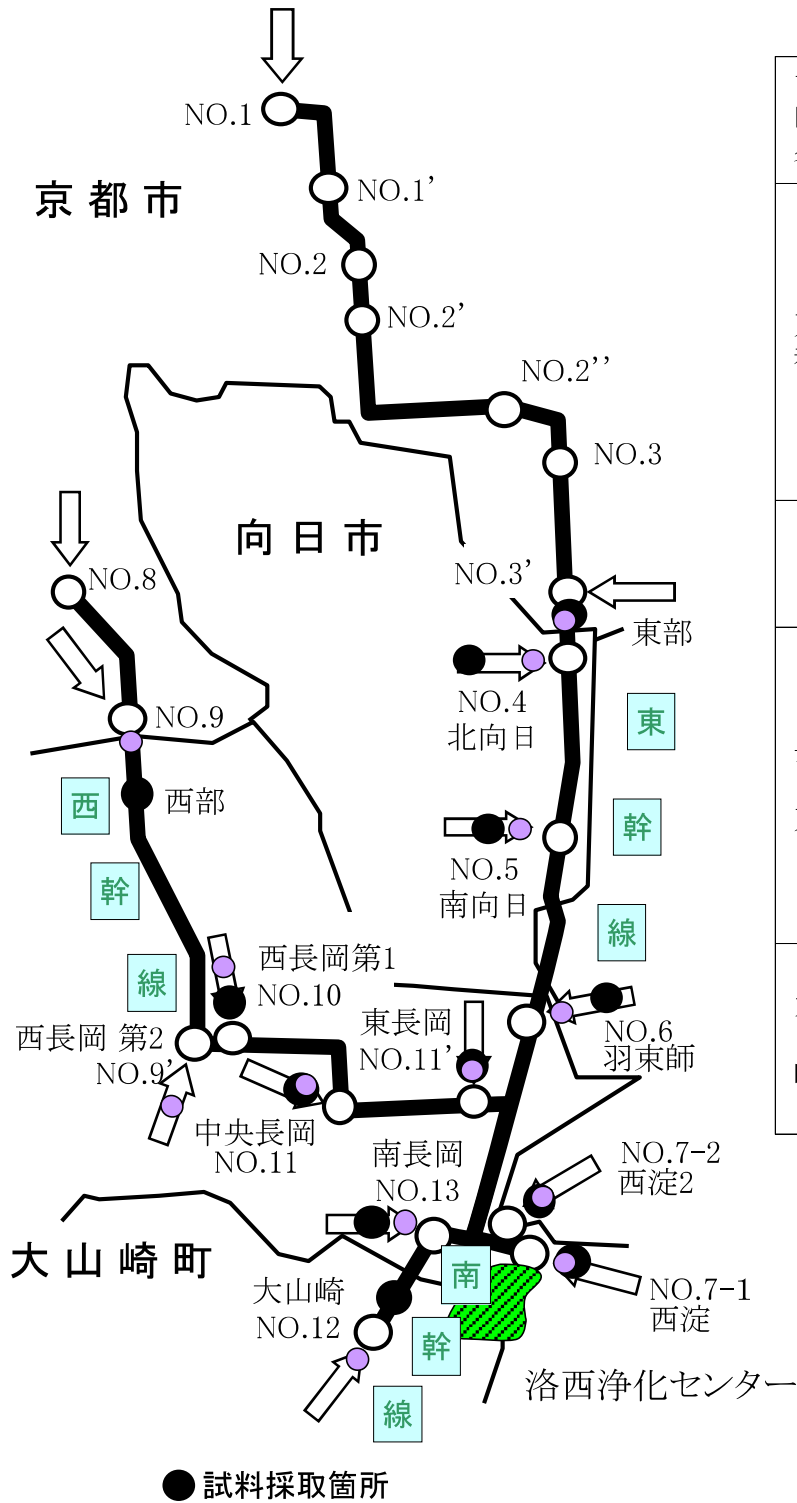 NO.1
京都市
NO.1'
NO.2
NO.2'
NO.2''
NO.3
向日市
NO.3'
NO.8
東部
NO.4
北向日
NO.9
東
幹
線
西部
西
幹
線
NO.5
南向日
西長岡第1
NO.10
東長岡
NO.11'
NO.6
羽束師
西長岡 第2
NO.9'
中央長岡
NO.11
南長岡
NO.13
NO.7-2
西淀2
大山崎町
大山崎
NO.12
南
幹
線
NO.7-1
西淀
洛西浄化センター
試料採取箇所